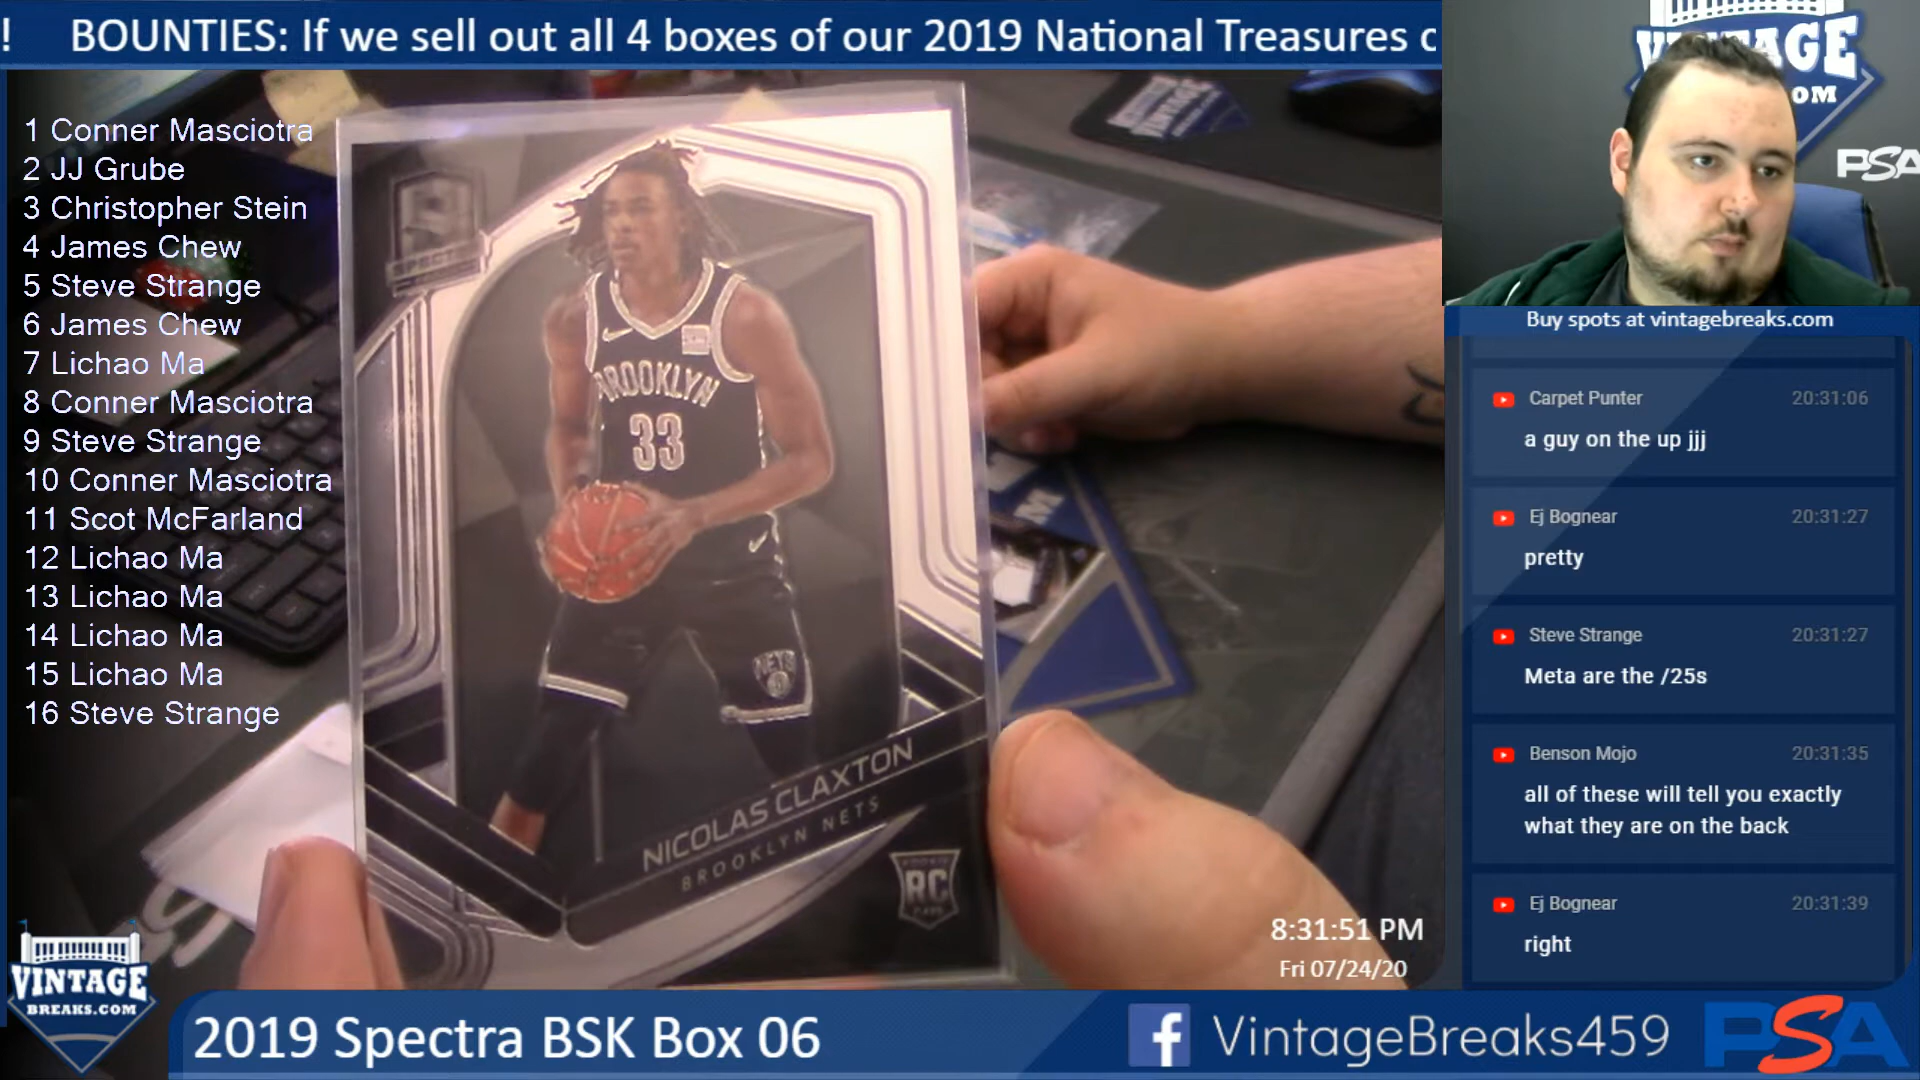 ! BOUNTIES: If we sell out all 4 boxes of our 2019 National Treasures c
1 Conner Masciotra
2 JJ Grube
3 Christopher Stein
4 James Chew
5 Steve Strange
6 James Chew
7 Lichao Ma
8 Conner Masciotra
9 Steve Strange
10 Conner Masciotra
11 Scot McFarland
12 Lichao Ma
13 Lichao Ma
14 Lichao Ma
15 Lichao Ma
16 Steve Strange
SPECTRA
BROOKLYN
33
NETS
NICOLAS CLAXTON
BROOKLYN NETS
ROOKIE
RC
CARD
VINTAGE
OM
PSA
Buy spots at vintagebreaks.com
Carpet Punter 20:31:06
a guy on the up jjj
Ej Bognear 20:31:27
pretty
Steve Strange 20:31:27
Meta are the /25s
Benson Mojo 20:31:35
all of these will tell you exactly
what they are on the back
Ej Bognear 20:31:39
right
8:31:51 PM
Fri 07/24/20
VINTAGE
BREAKS.COM
2019 Spectra BSK Box 06
f VintageBreaks459
PSA